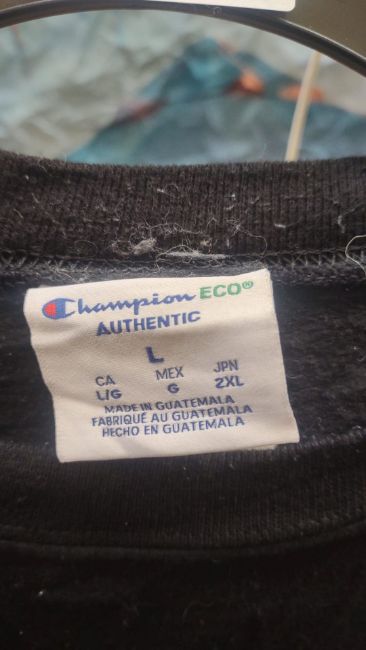 Champion ECO®
AUTHENTIC
L
CA MEX JPN
L/G G 2XL
MADE IN GUATEMALA
FABRIQUÉ AU GUATEMALA
HECHO EN GUATEMALA